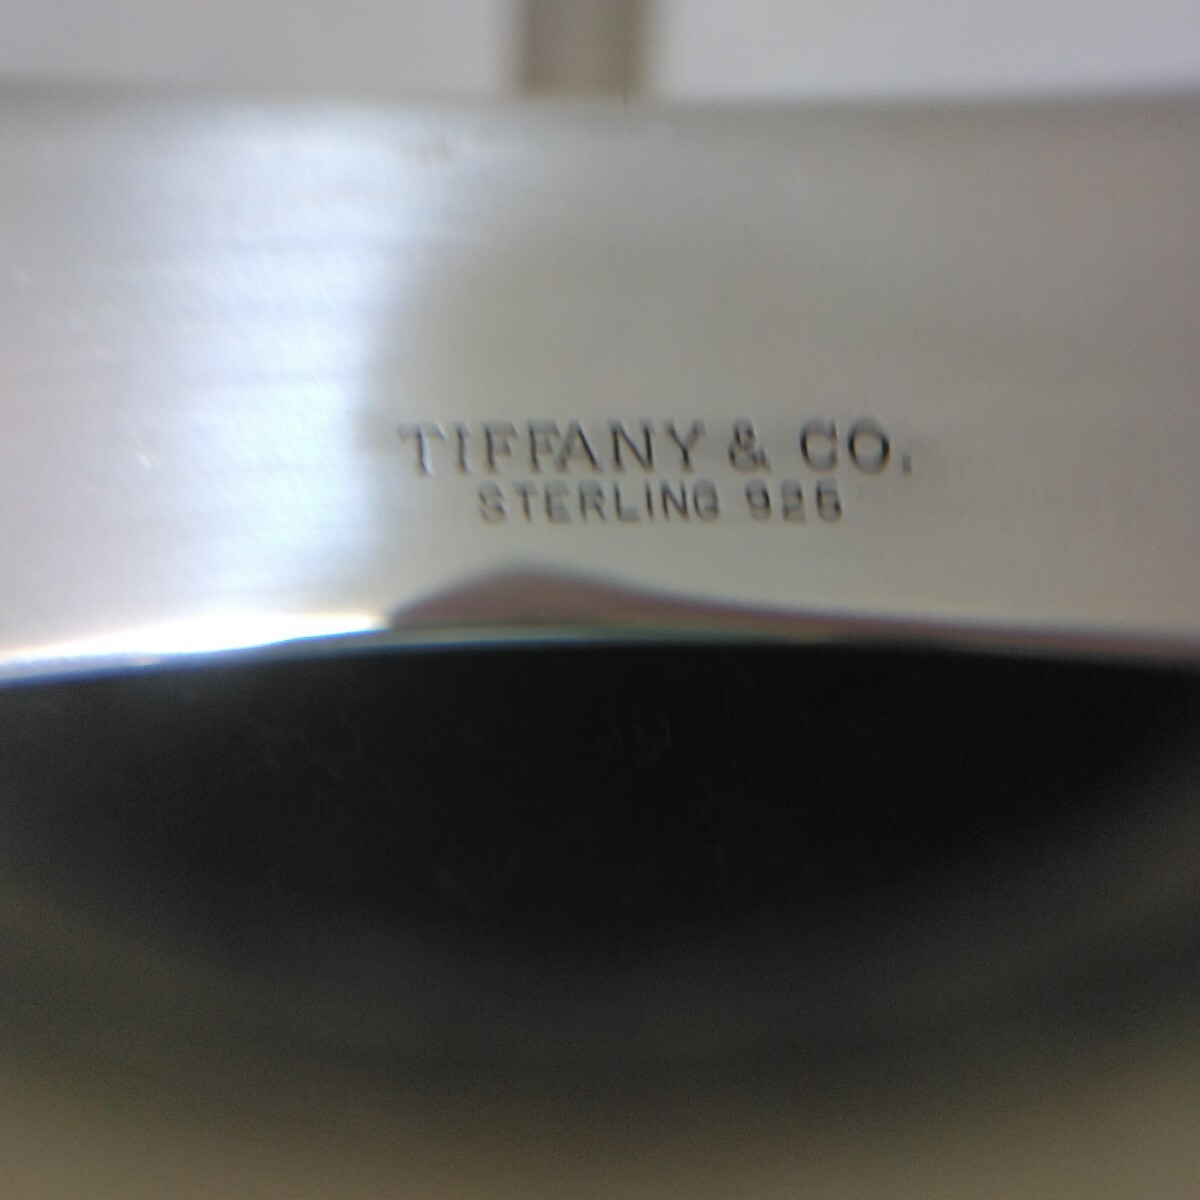 TIFFANY & CO.
STERLING 925